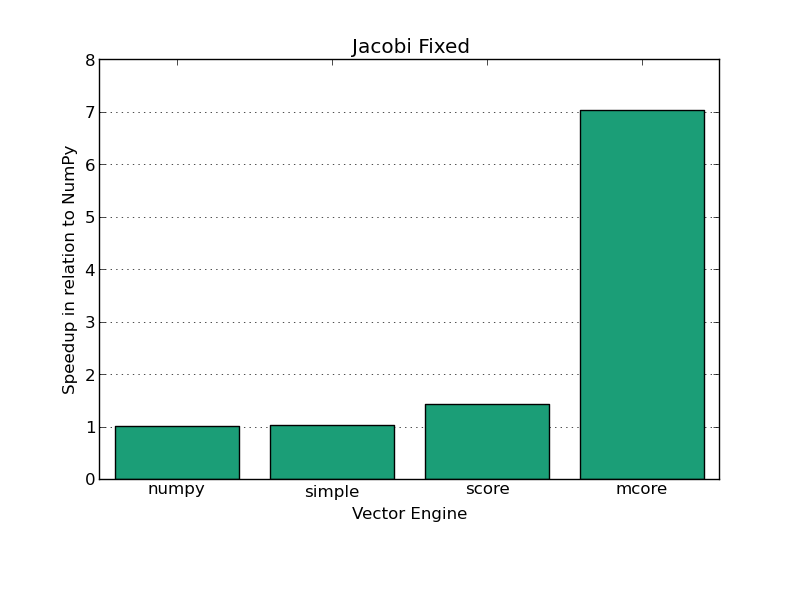 Jacobi Fixed
8
7
6
5
4
3
2
1
0
Speedup in relation to NumPy
numpy simple score mcore
Vector Engine